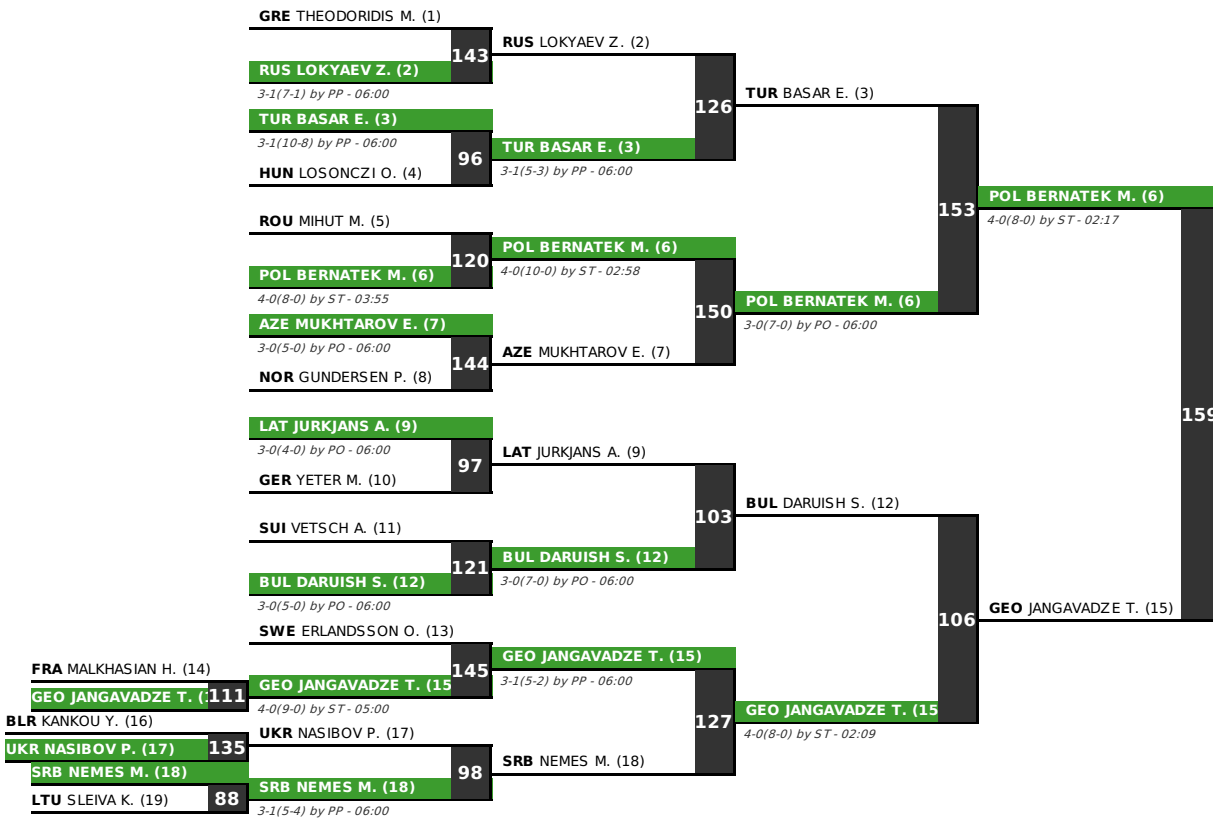 GRE THEODORIDIS M. (1)
143
RUS LOKYAEV Z. (2)
3-1(7-1) by PP - 06:00
TUR BASAR E. (3)
3-1(10-8) by PP - 06:00
96
HUN LOSONCZI O. (4)
ROU MIHUT M. (5)
120
POL BERNATEK M. (6)
4-0(8-0) by ST - 03:55
AZE MUKHTAROV E. (7)
3-0(5-0) by PO - 06:00
144
NOR GUNDERSEN P. (8)
LAT JURKJANS A. (9)
3-0(4-0) by PO - 06:00
97
GER YETER M. (10)
SUI VETSCH A. (11)
121
BUL DARUISH S. (12)
3-0(5-0) by PO - 06:00
SWE ERLANDSSON O. (13)
145
FRA MALKHASIAN H. (14)
GEO JANGAVADZE T. (1
111
GEO JANGAVADZE T. (15
4-0(9-0) by ST - 05:00
BLR KANKOU Y. (16)
UKR NASIBOV P. (17)
135
UKR NASIBOV P. (17)
98
SRB NEMES M. (18)
88
LTU SLEIVA K. (19)
SRB NEMES M. (18)
3-1(5-4) by PP - 06:00
RUS LOKYAEV Z. (2)
126
TUR BASAR E. (3)
3-1(5-3) by PP - 06:00
POL BERNATEK M. (6)
4-0(10-0) by ST - 02:58
150
AZE MUKHTAROV E. (7)
LAT JURKJANS A. (9)
103
BUL DARUISH S. (12)
3-0(7-0) by PO - 06:00
GEO JANGAVADZE T. (15)
3-1(5-2) by PP - 06:00
127
SRB NEMES M. (18)
TUR BASAR E. (3)
153
POL BERNATEK M. (6)
3-0(7-0) by PO - 06:00
BUL DARUISH S. (12)
106
GEO JANGAVADZE T. (15
4-0(8-0) by ST - 02:09
POL BERNATEK M. (6)
4-0(8-0) by ST - 02:17
159
GEO JANGAVADZE T. (15)